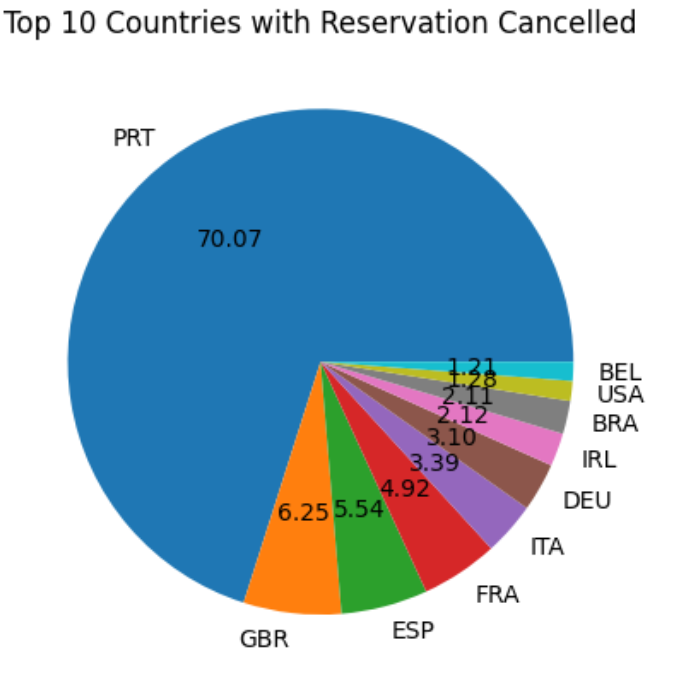 Top 10 Countries with Reservation Cancelled
PRT
70.07
1.21
BEL
1.28
USA
2.11
BRA
2.12
IRL
3.10
3.39
DEU
4.92
6.25
5.54
ITA
FRA
ESP
GBR